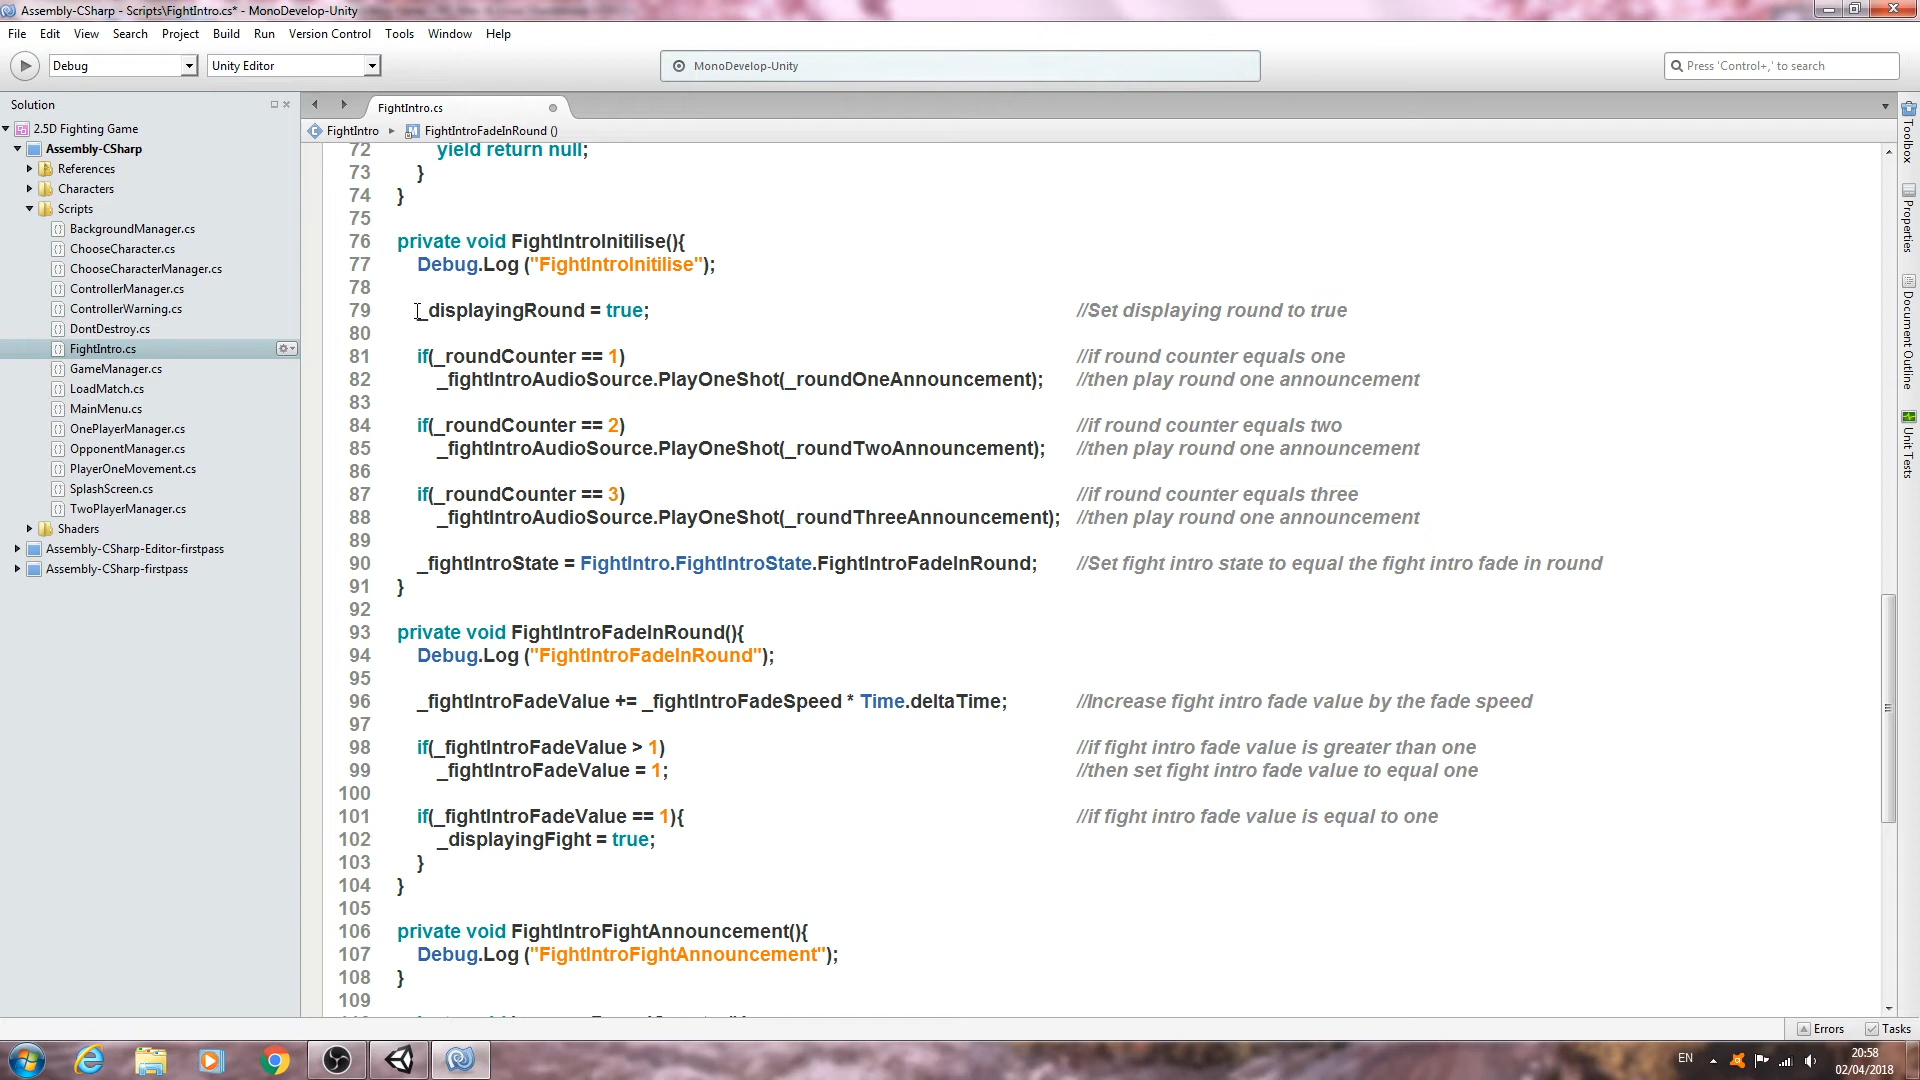 Assembly-CSharp - Scripts\FightIntro.cs* - MonoDevelop-Unity
File Edit View Search Project Build Run Version Control Tools Window Help
Debug Unity Editor MonoDevelop-Unity Press 'Control+,' to search
Solution
2.5D Fighting Game
Assembly-CSharp
References
Characters
Scripts
BackgroundManager.cs
ChooseCharacter.cs
ChooseCharacterManager.cs
ControllerManager.cs
ControllerWarning.cs
DontDestroy.cs
FightIntro.cs
GameManager.cs
LoadMatch.cs
MainMenu.cs
OnePlayerManager.cs
OpponentManager.cs
PlayerOneMovement.cs
SplashScreen.cs
TwoPlayerManager.cs
Shaders
Assembly-CSharp-Editor-firstpass
Assembly-CSharp-firstpass
FightIntro.cs
FightIntro FightIntroFadeInRound ()
72 yield return null;
73 }
74 }
75
76 private void FightIntroInitilise(){
77 Debug.Log ("FightIntroInitilise");
78
79 _displayingRound = true; //Set displaying round to true
80
81 if(_roundCounter == 1) //if round counter equals one
82 _fightIntroAudioSource.PlayOneShot(_roundOneAnnouncement); //then play round one announcement
83
84 if(_roundCounter == 2) //if round counter equals two
85 _fightIntroAudioSource.PlayOneShot(_roundTwoAnnouncement); //then play round one announcement
86
87 if(_roundCounter == 3) //if round counter equals three
88 _fightIntroAudioSource.PlayOneShot(_roundThreeAnnouncement); //then play round one announcement
89
90 _fightIntroState = FightIntro.FightIntroState.FightIntroFadeInRound; //Set fight intro state to equal the fight intro fade in round
91 }
92
93 private void FightIntroFadeInRound(){
94 Debug.Log ("FightIntroFadeInRound");
95
96 _fightIntroFadeValue += _fightIntroFadeSpeed * Time.deltaTime; //Increase fight intro fade value by the fade speed
97
98 if(_fightIntroFadeValue > 1) //if fight intro fade value is greater than one
99 _fightIntroFadeValue = 1; //then set fight intro fade value to equal one
100
101 if(_fightIntroFadeValue == 1){ //if fight intro fade value is equal to one
102 _displayingFight = true;
103 }
104 }
105
106 private void FightIntroFightAnnouncement(){
107 Debug.Log ("FightIntroFightAnnouncement");
108 }
109
Toolbox
Properties
Document Outline
Unit Tests
Errors Tasks
EN
20:58
02/04/2018